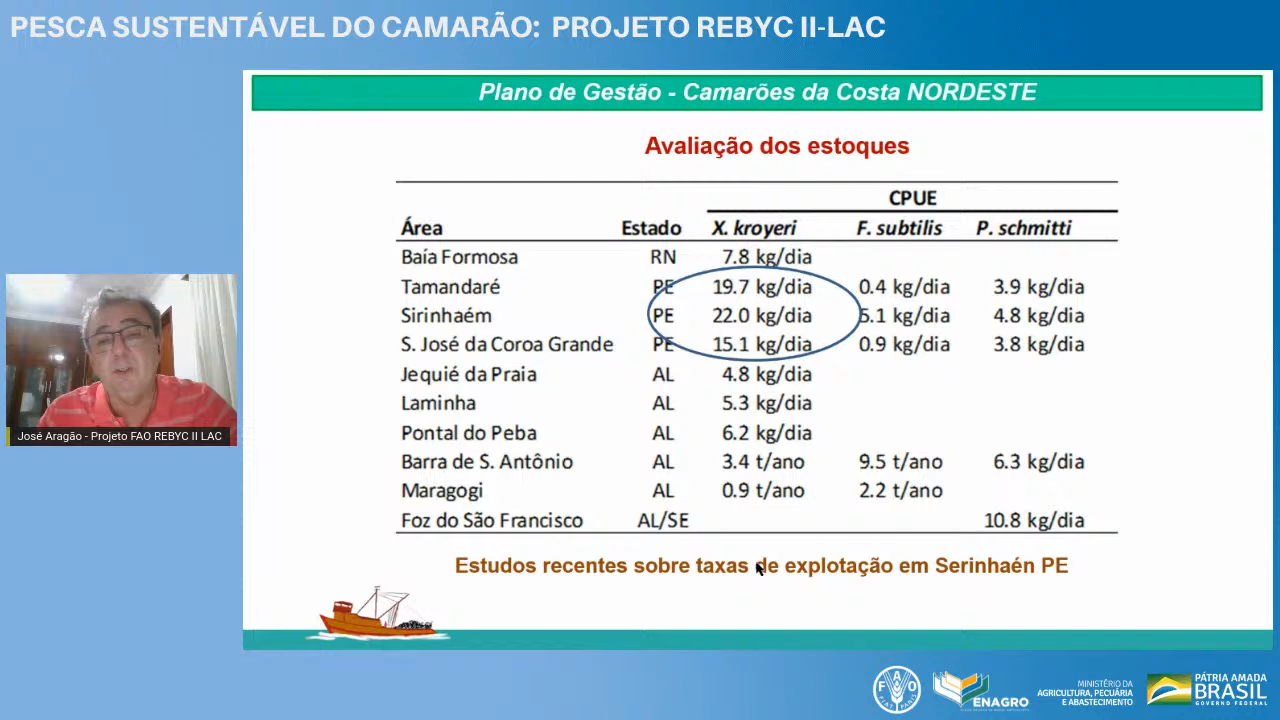 PESCA SUSTENTÁVEL DO CAMARÃO: PROJETO REBYC II-LAC
Plano de Gestão - Camarões da Costa NORDESTE
Avaliação dos estoques
CPUE
Área Estado X. kroyeri F. subtilis P. schmitti
Baía Formosa RN 7.8 kg/dia
Tamandaré PE 19.7 kg/dia 0.4 kg/dia 3.9 kg/dia
Sirinhaém PE 22.0 kg/dia 5.1 kg/dia 4.8 kg/dia
S. José da Coroa Grande PE 15.1 kg/dia 0.9 kg/dia 3.8 kg/dia
Jequié da Praia AL 4.8 kg/dia
Laminha AL 5.3 kg/dia
Pontal do Peba AL 6.2 kg/dia
Barra de S. Antônio AL 3.4 t/ano 9.5 t/ano 6.3 kg/dia
Maragogi AL 0.9 t/ano 2.2 t/ano
Foz do São Francisco AL/SE 10.8 kg/dia
Estudos recentes sobre taxas de explotação em Serinhaén PE
José Aragão - Projeto FAO REBYC II LAC
FAO
FIAT PANIS
ENAGRO
MINISTÉRIO DA
AGRICULTURA, PECUÁRIA
E ABASTECIMENTO
PÁTRIA AMADA
BRASIL
GOVERNO FEDERAL